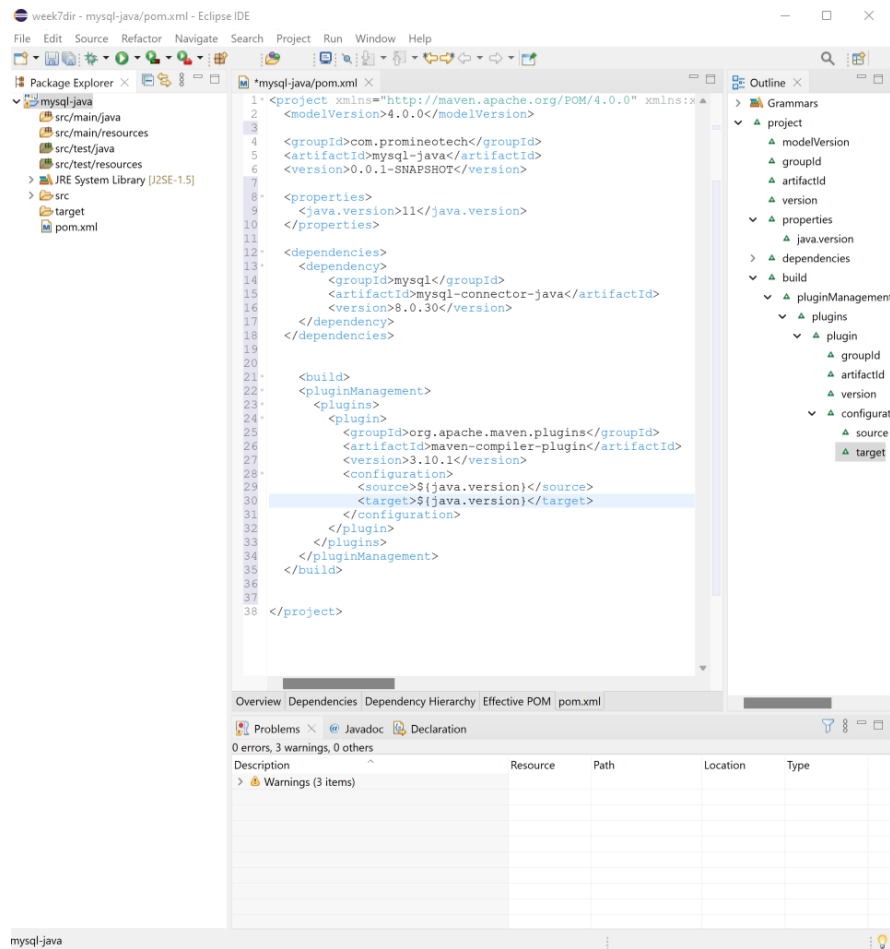 week7dir - mysql-java/pom.xml - Eclipse IDE
File Edit Source Refactor Navigate Search Project Run Window Help
Package Explorer
mysql-java
src/main/java
src/main/resources
src/test/java
src/test/resources
JRE System Library [J2SE-1.5]
src
target
pom.xml
*mysql-java/pom.xml
1 <project xmlns="http://maven.apache.org/POM/4.0.0" xmlns:x
2 <modelVersion>4.0.0</modelVersion>
3
4 <groupId>com.promineotech</groupId>
5 <artifactId>mysql-java</artifactId>
6 <version>0.0.1-SNAPSHOT</version>
7
8 <properties>
9 <java.version>11</java.version>
10 </properties>
11
12 <dependencies>
13 <dependency>
14 <groupId>mysql</groupId>
15 <artifactId>mysql-connector-java</artifactId>
16 <version>8.0.30</version>
17 </dependency>
18 </dependencies>
19
20
21 <build>
22 <pluginManagement>
23 <plugins>
24 <plugin>
25 <groupId>org.apache.maven.plugins</groupId>
26 <artifactId>maven-compiler-plugin</artifactId>
27 <version>3.10.1</version>
28 <configuration>
29 <source>${java.version}</source>
30 <target>${java.version}</target>
31 </configuration>
32 </plugin>
33 </plugins>
34 </pluginManagement>
35 </build>
36
37
38 </project>
Overview Dependencies Dependency Hierarchy Effective POM pom.xml
Outline
Grammars
project
modelVersion
groupId
artifactId
version
properties
java.version
dependencies
build
pluginManagement
plugins
plugin
groupId
artifactId
version
configurat
source
target
Problems @ Javadoc Declaration
0 errors, 3 warnings, 0 others
Description Resource Path Location Type
Warnings (3 items)
mysql-java